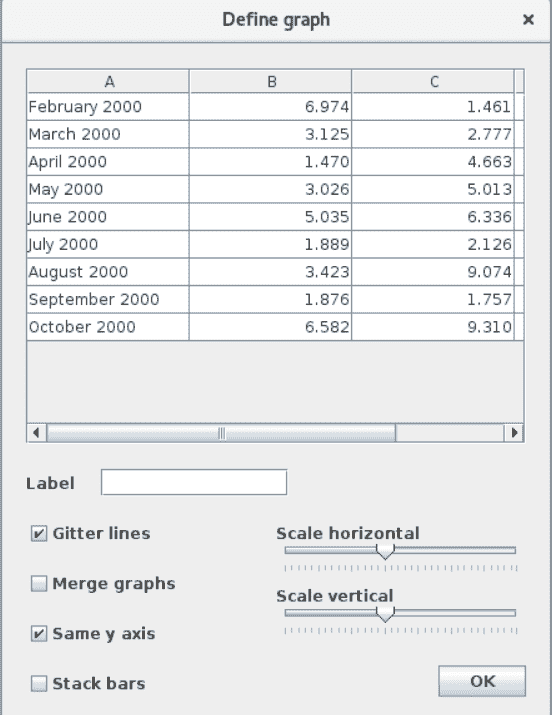 Define graph ×
A B C
February 2000 6.974 1.461
March 2000 3.125 2.777
April 2000 1.470 4.663
May 2000 3.026 5.013
June 2000 5.035 6.336
July 2000 1.889 2.126
August 2000 3.423 9.074
September 2000 1.876 1.757
October 2000 6.582 9.310
Label
Gitter lines
Scale horizontal
Merge graphs
Scale vertical
Same y axis
Stack bars
OK